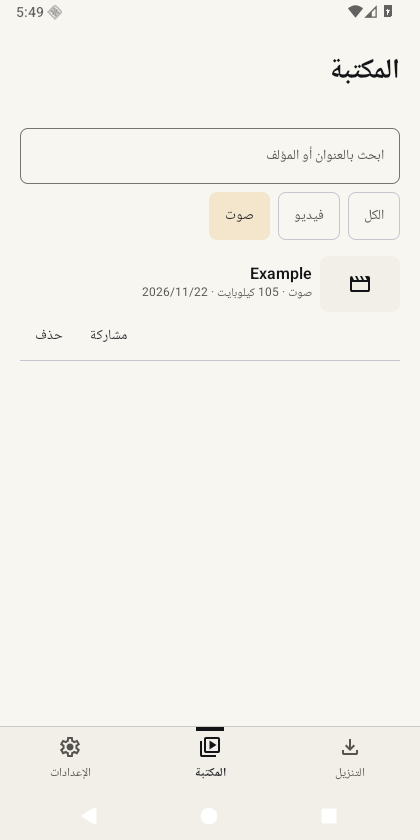 5:49
المكتبة
ابحث بالعنوان أو المؤلف
الكل
فيديو
صوت
Example
صوت · 105 كيلوبايت · 2026/11/22
مشاركة
حذف
التنزيل
المكتبة
الإعدادات